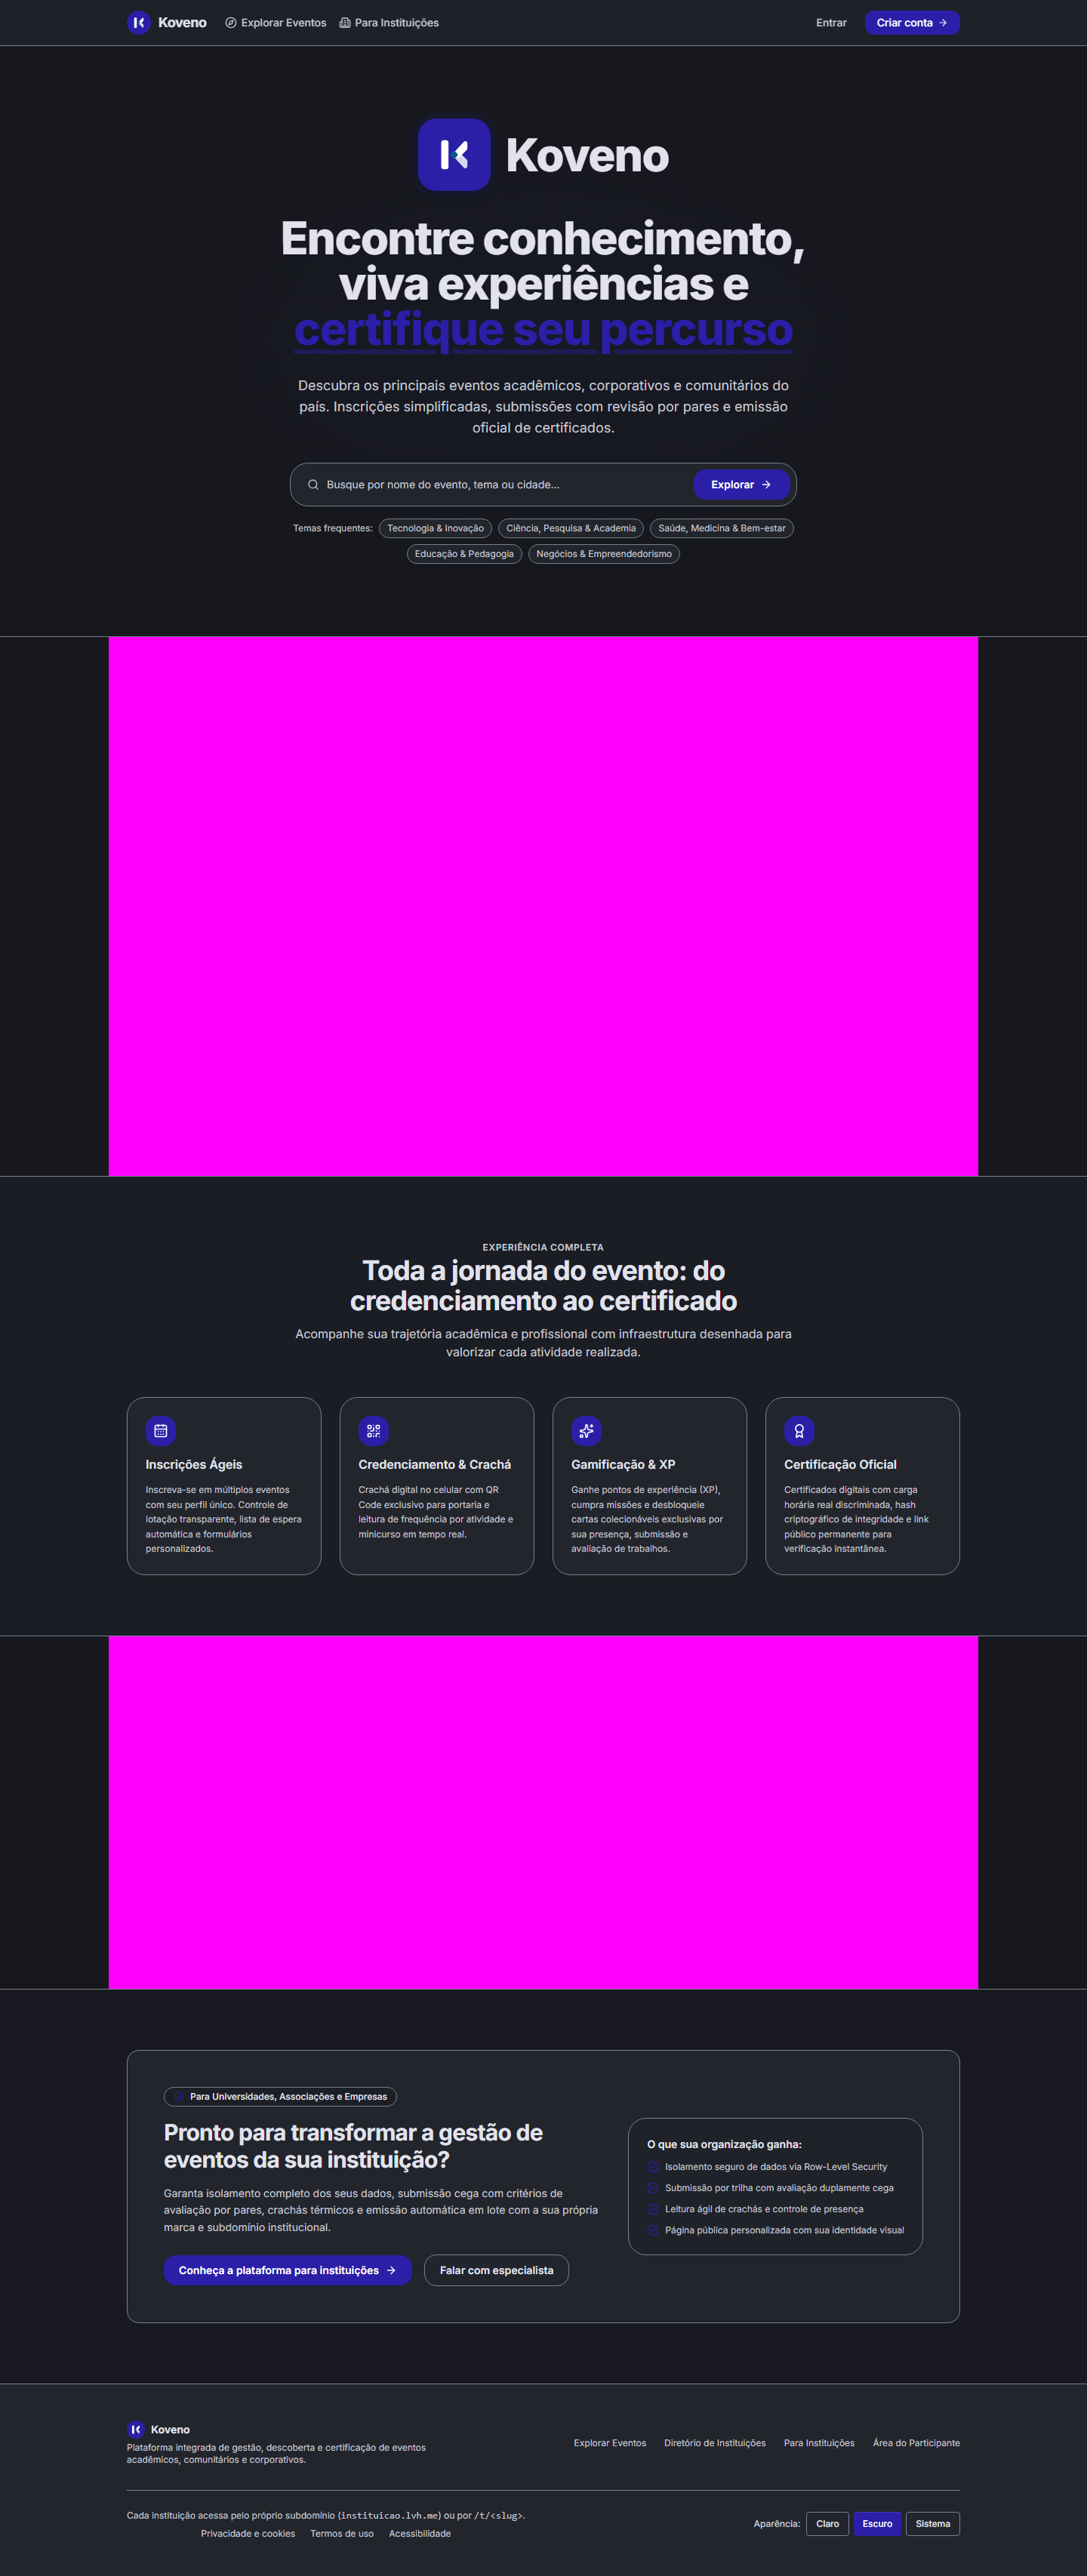 Koveno
Explorar Eventos
Para Instituições
Entrar
Criar conta
Koveno
Encontre conhecimento,
viva experiências e
certifique seu percurso
Descubra os principais eventos acadêmicos, corporativos e comunitários do
país. Inscrições simplificadas, submissões com revisão por pares e emissão
oficial de certificados.
Busque por nome do evento, tema ou cidade...
Explorar
Temas frequentes:
Tecnologia & Inovação
Ciência, Pesquisa & Academia
Saúde, Medicina & Bem-estar
Educação & Pedagogia
Negócios & Empreendedorismo
EXPERIÊNCIA COMPLETA
Toda a jornada do evento: do
credenciamento ao certificado
Acompanhe sua trajetória acadêmica e profissional com infraestrutura desenhada para
valorizar cada atividade realizada.
Inscrições Ágeis
Inscreva-se em múltiplos eventos
com seu perfil único. Controle de
lotação transparente, lista de espera
automática e formulários
personalizados.
Credenciamento & Crachá
Crachá digital no celular com QR
Code exclusivo para portaria e
leitura de frequência por atividade e
minicurso em tempo real.
Gamificação & XP
Ganhe pontos de experiência (XP),
cumpra missões e desbloqueie
cartas colecionáveis exclusivas por
sua presença, submissão e
avaliação de trabalhos.
Certificação Oficial
Certificados digitais com carga
horária real discriminada, hash
criptográfico de integridade e link
público permanente para
verificação instantânea.
Para Universidades, Associações e Empresas
Pronto para transformar a gestão de
eventos da sua instituição?
Garanta isolamento completo dos seus dados, submissão cega com critérios de
avaliação por pares, crachás térmicos e emissão automática em lote com a sua própria
marca e subdomínio institucional.
Conheça a plataforma para instituições
Falar com especialista
O que sua organização ganha:
Isolamento seguro de dados via Row-Level Security
Submissão por trilha com avaliação duplamente cega
Leitura ágil de crachás e controle de presença
Página pública personalizada com sua identidade visual
Koveno
Plataforma integrada de gestão, descoberta e certificação de eventos
acadêmicos, comunitários e corporativos.
Explorar Eventos
Diretório de Instituições
Para Instituições
Área do Participante
Cada instituição acessa pelo próprio subdomínio (instituicao.lvh.me) ou por /t/<slug>.
Privacidade e cookies
Termos de uso
Acessibilidade
Aparência:
Claro
Escuro
Sistema